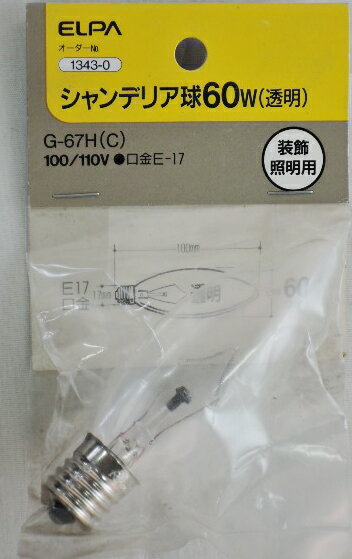 ELPA
オーダーNo.
1343-0
シャンデリア球60W(透明)
G-67H(C)
100/110V●口金E-17
装飾
照明用
100mm
E17
口金
17mm
透明
60